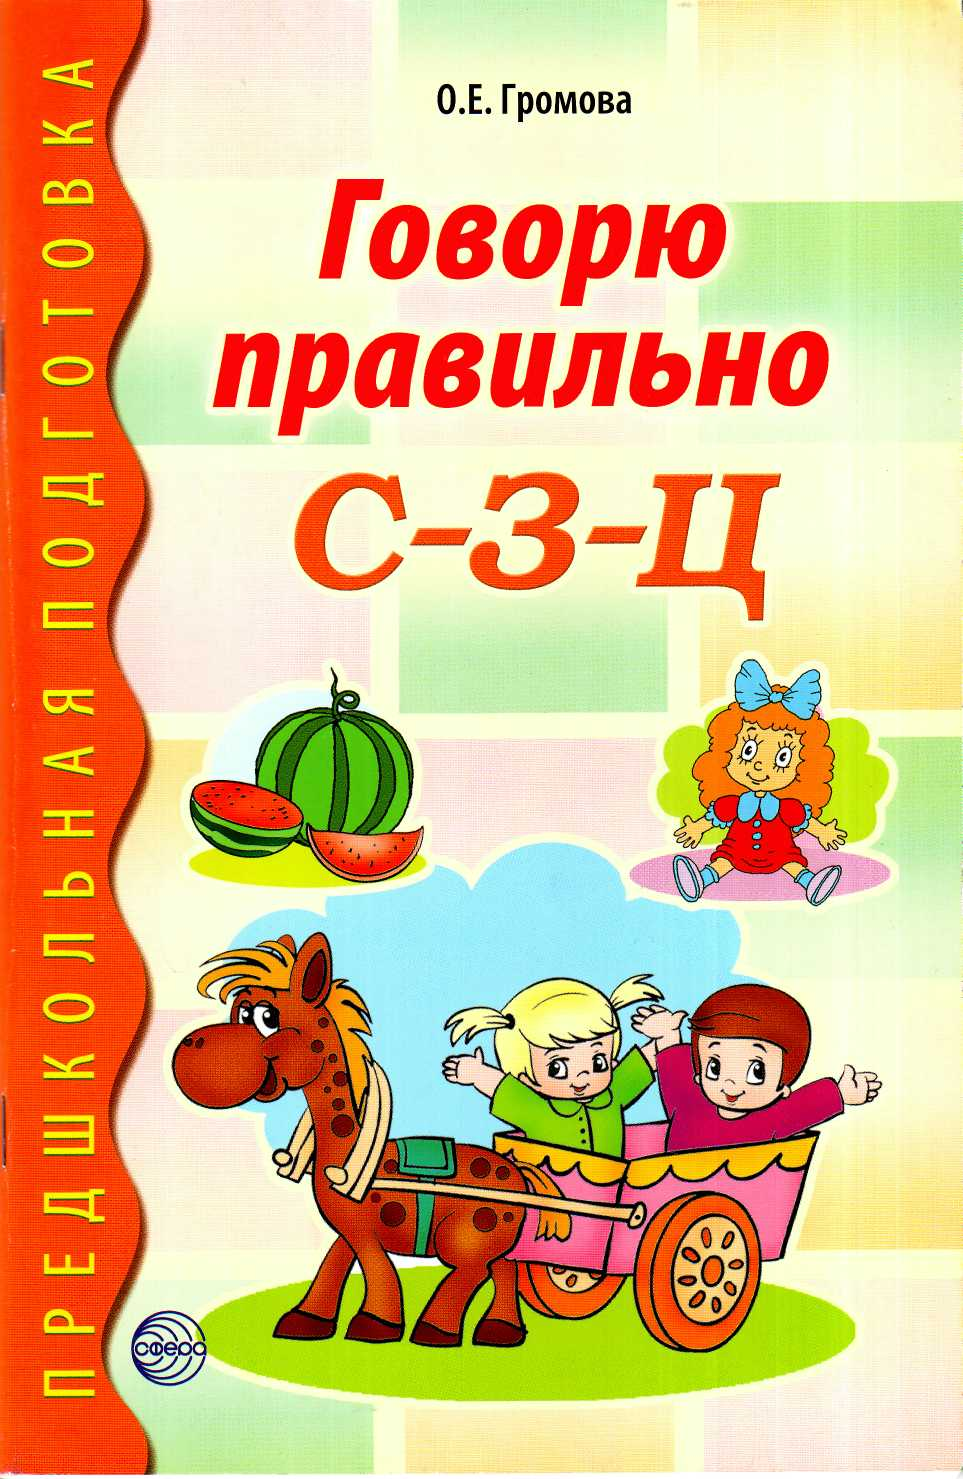 О.Е. Громова
Говорю
правильно
С-З-Ц
ПРЕДШКОЛЬНАЯ ПОДГОТОВКА
сфера